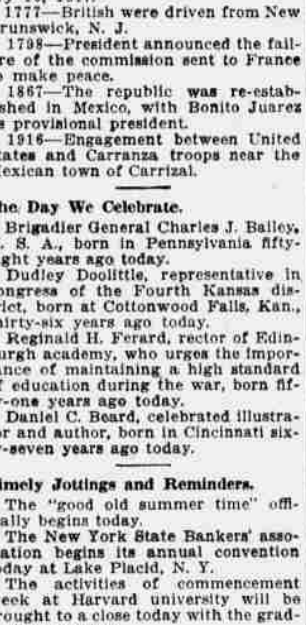 1777—British were driven from New
runswick, N. J.
1798—President announced the fail-
re of the commission sent to France
o make peace.
1867—The republic was re-estab-
shed in Mexico, with Bonito Juarez
s provisional president.
1916—Engagement between United
tates and Carranza troops near the
exican town of Carrizal.
he Day We Celebrate.
Brigadier General Charles J. Bailey,
. S. A., born in Pennsylvania fifty-
ght years ago today.
Dudley Doolittle, representative in
ongress of the Fourth Kansas dis-
rict, born at Cottonwood Falls, Kan.,
hirty-six years ago today.
Reginald H. Ferard, rector of Edin-
urgh academy, who urges the impor-
ance of maintaining a high standard
f education during the war, born fif-
y-one years ago today.
Daniel C. Beard, celebrated illustra-
or and author, born in Cincinnati six-
y-seven years ago today.
imely Jottings and Reminders.
The "good old summer time" offi-
ally begins today.
The New York State Bankers' asso-
ation begins its annual convention
oday at Lake Placid, N. Y.
The activities of commencement
eek at Harvard university will be
rought to a close today with the grad-